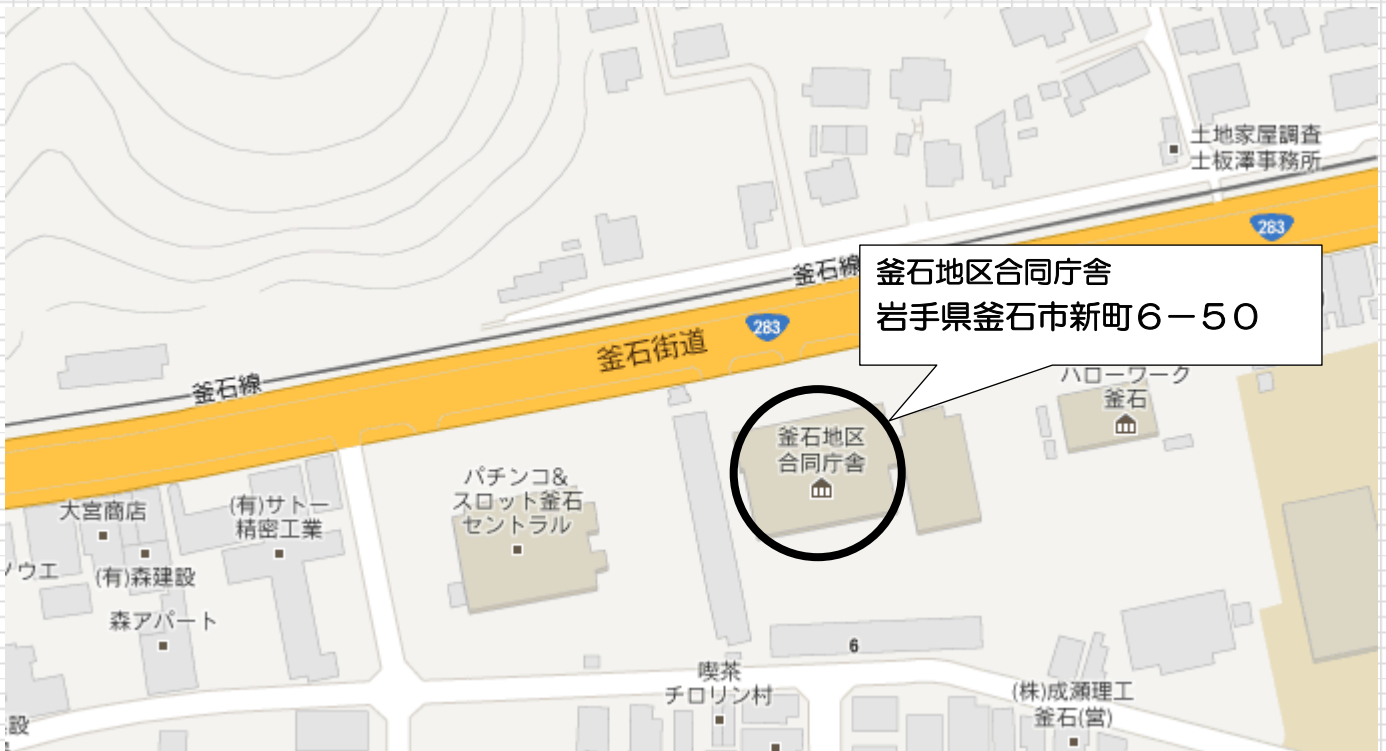 土地家屋調査
士板澤事務所
283
釜石地区合同庁舎
岩手県釜石市新町６－５０
釜石線
283
釜石街道
釜石線
ハローワーク
釜石
釜石地区
合同庁舎
パチンコ&
スロット釜石
セントラル
大宮商店
(有)サトー
精密工業
ノウエ
(有)森建設
森アパート
6
喫茶
チロリン村
(株)成瀬理工
釜石(営)
設